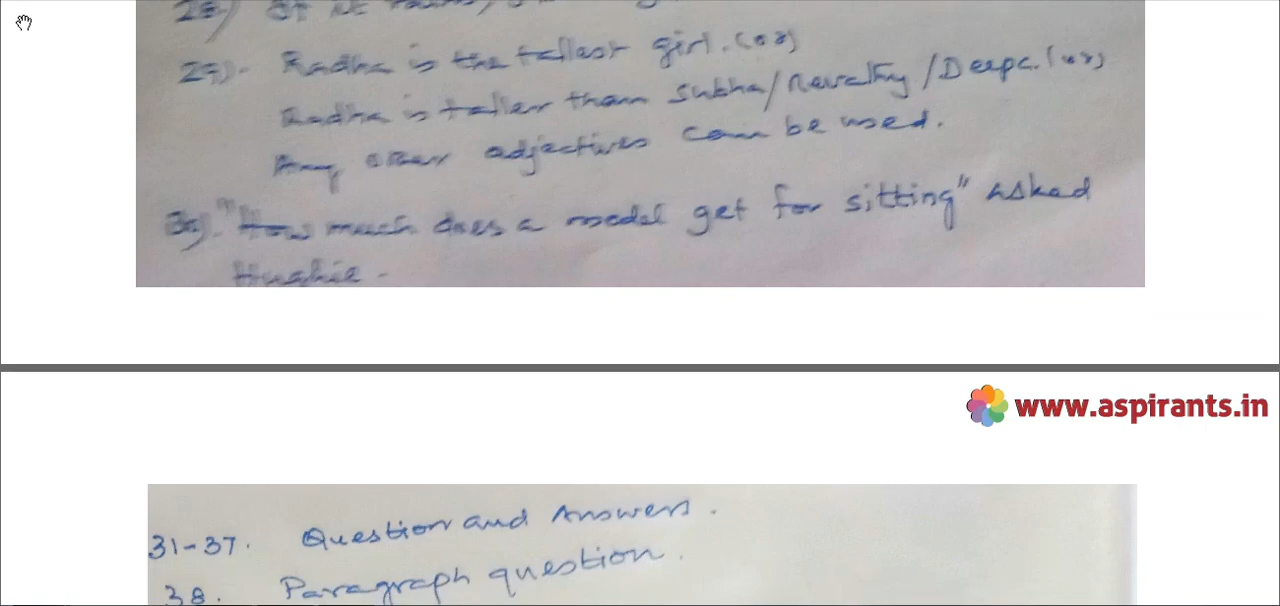 29). Radha is the tallest girl. (or)
Radha is taller than Subha/Revathy/Deepa. (or)
Any other adjectives can be used.
30). "How much does a model get for sitting" asked
Hughie.
www.aspirants.in
31-37. Question and Answers.
38. Paragraph question.